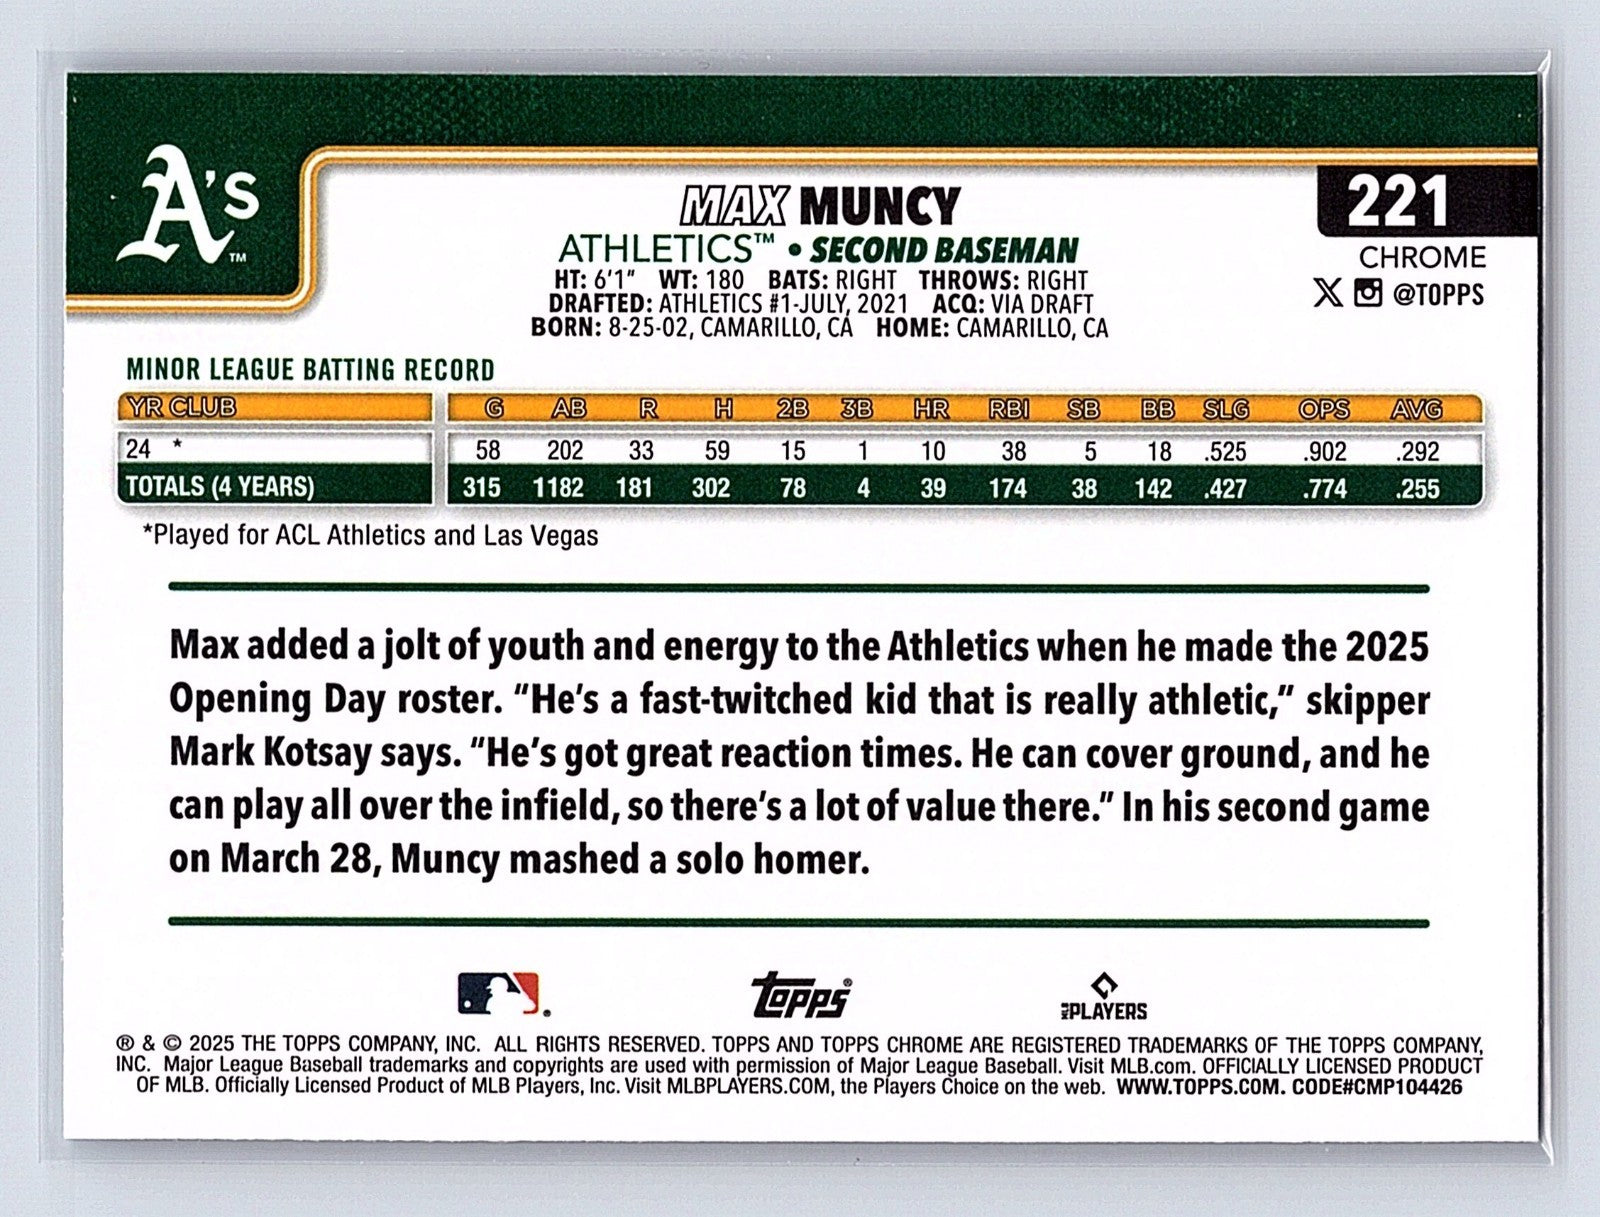 A's™
MAX MUNCY
221
ATHLETICS™ • SECOND BASEMAN
CHROME
HT: 6'1" WT: 180 BATS: RIGHT THROWS: RIGHT
@TOPPS
DRAFTED: ATHLETICS #1-JULY, 2021 ACQ: VIA DRAFT
BORN: 8-25-02, CAMARILLO, CA HOME: CAMARILLO, CA
MINOR LEAGUE BATTING RECORD
YR CLUB G AB R H 2B 3B HR RBI SB BB SLG OPS AVG
24 * 58 202 33 59 15 1 10 38 5 18 .525 .902 .292
TOTALS (4 YEARS) 315 1182 181 302 78 4 39 174 38 142 .427 .774 .255
*Played for ACL Athletics and Las Vegas
Max added a jolt of youth and energy to the Athletics when he made the 2025
Opening Day roster. "He's a fast-twitched kid that is really athletic," skipper
Mark Kotsay says. "He's got great reaction times. He can cover ground, and he
can play all over the infield, so there's a lot of value there." In his second game
on March 28, Muncy mashed a solo homer.
Topps®
MLB PLAYERS
® & © 2025 THE TOPPS COMPANY, INC. ALL RIGHTS RESERVED. TOPPS AND TOPPS CHROME ARE REGISTERED TRADEMARKS OF THE TOPPS COMPANY,
INC. Major League Baseball trademarks and copyrights are used with permission of Major League Baseball. Visit MLB.com. OFFICIALLY LICENSED PRODUCT
OF MLB. Officially Licensed Product of MLB Players, Inc. Visit MLBPLAYERS.COM, the Players Choice on the web. WWW.TOPPS.COM. CODE#CMP104426